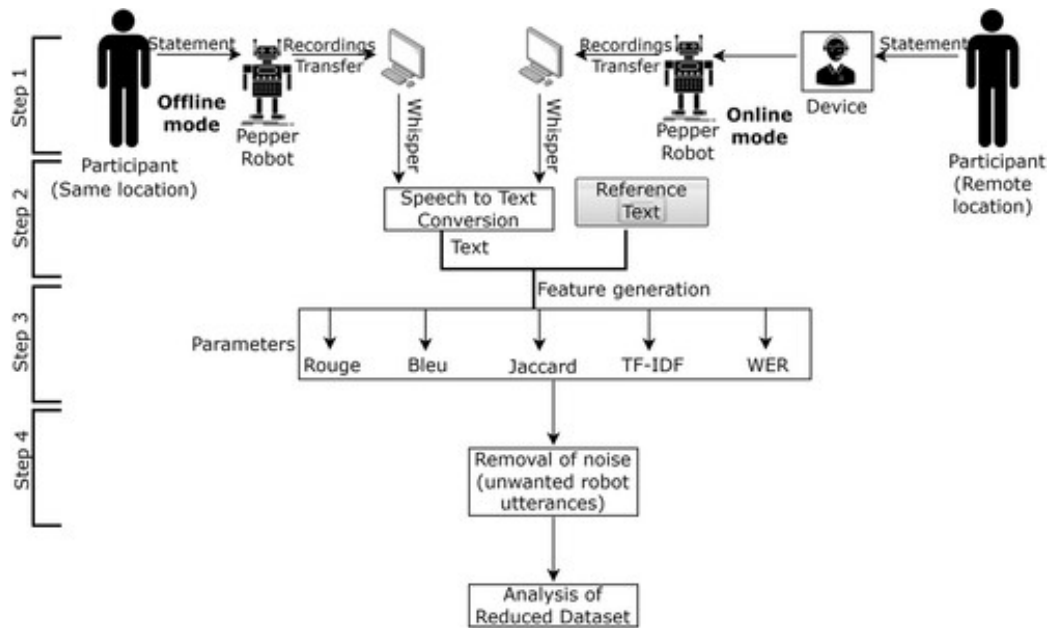 Step 1
Statement
Recordings
Transfer
Offline
mode
Pepper
Robot
Participant
(Same location)
Whisper
Whisper
Recordings
Transfer
Pepper
Robot
Online
mode
Device
Statement
Participant
(Remote
location)
Step 2
Speech to Text
Conversion
Reference
Text
Text
Feature generation
Step 3
Parameters
Rouge
Bleu
Jaccard
TF-IDF
WER
Step 4
Removal of noise
(unwanted robot
utterances)
Analysis of
Reduced Dataset